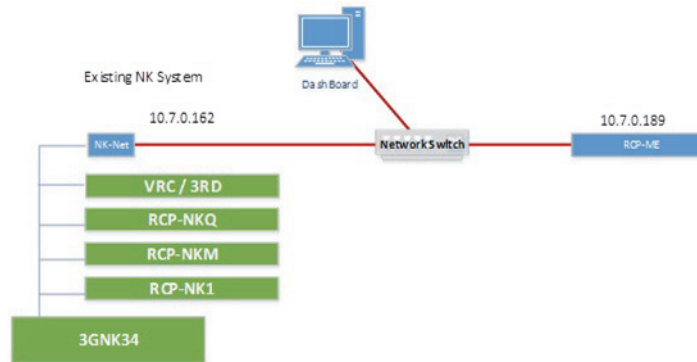 DashBoard
Existing NK System
10.7.0.162
10.7.0.189
NK-Net
Network Switch
RCP-ME
VRC / 3RD
RCP-NKQ
RCP-NKM
RCP-NK1
3GNK34